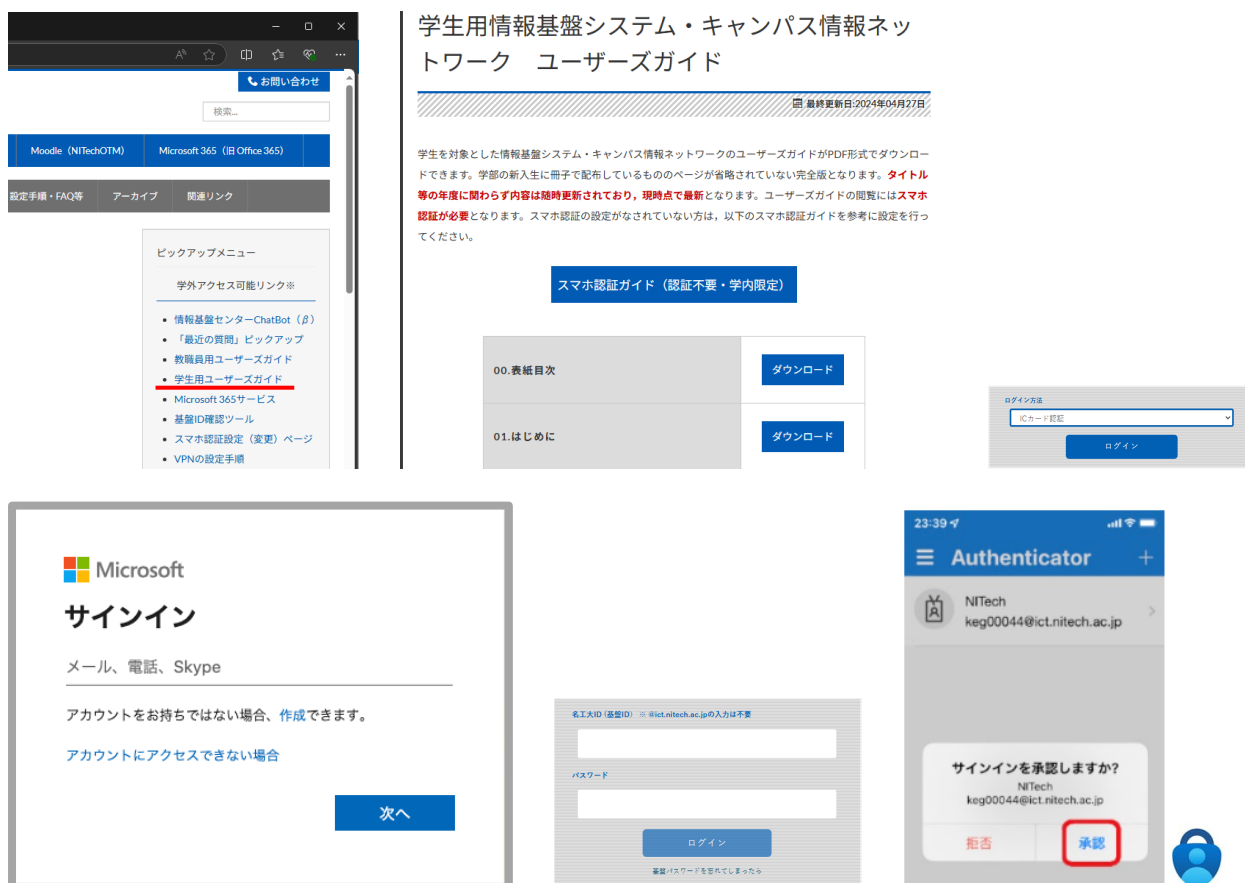 お問い合わせ
検索...
Moodle（NITechOTM）
Microsoft 365（旧 Office 365）
設定手順・FAQ等
アーカイブ
関連リンク
ピックアップメニュー
学外アクセス可能リンク※
情報基盤センターChatBot（β）
「最近の質問」ピックアップ
教職員用ユーザーズガイド
学生用ユーザーズガイド
Microsoft 365サービス
基盤ID確認ツール
スマホ認証設定（変更）ページ
VPNの設定手順
学生用情報基盤システム・キャンパス情報ネッ
トワーク　ユーザーズガイド
最終更新日:2024年04月27日
学生を対象とした情報基盤システム・キャンパス情報ネットワークのユーザーズガイドがPDF形式でダウンロー
ドできます。学部の新入生に冊子で配布しているもののページが省略されていない完全版となります。タイトル
等の年度に関わらず内容は随時更新されており，現時点で最新となります。ユーザーズガイドの閲覧にはスマホ
認証が必要となります。スマホ認証の設定がなされていない方は，以下のスマホ認証ガイドを参考に設定を行っ
てください。
スマホ認証ガイド（認証不要・学内限定）
00.表紙目次
ダウンロード
01.はじめに
ダウンロード
ログイン方法
ICカード認証
ログイン
Microsoft
サインイン
メール、電話、Skype
アカウントをお持ちではない場合、作成できます。
アカウントにアクセスできない場合
次へ
名工大ID（基盤ID）※ @ict.nitech.ac.jpの入力は不要
パスワード
ログイン
基盤パスワードを忘れてしまったら
23:39
Authenticator
NITech
keg00044@ict.nitech.ac.jp
サインインを承認しますか?
NITech
keg00044@ict.nitech.ac.jp
拒否
承認